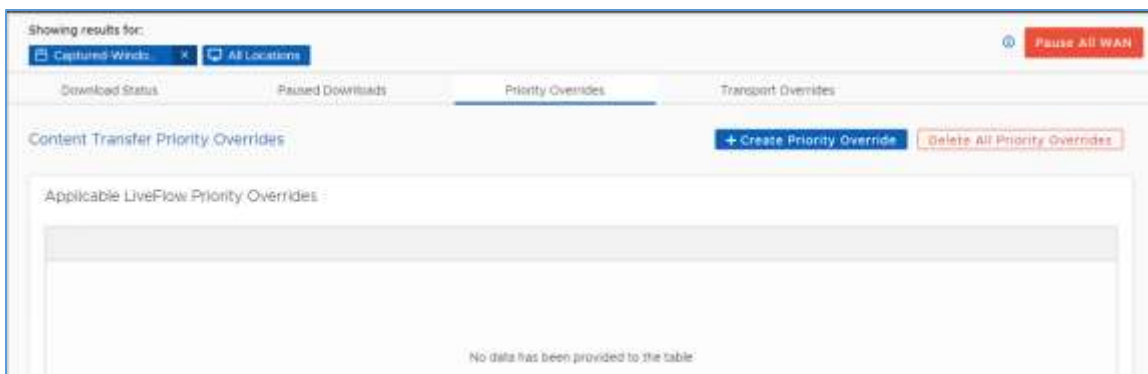 Showing results for:
Captured-Windo... × All Locations
Pause All WAN
Download Status Paused Downloads Priority Overrides Transport Overrides
Content Transfer Priority Overrides + Create Priority Override Delete All Priority Overrides
Applicable LiveFlow Priority Overrides
No data has been provided to the table